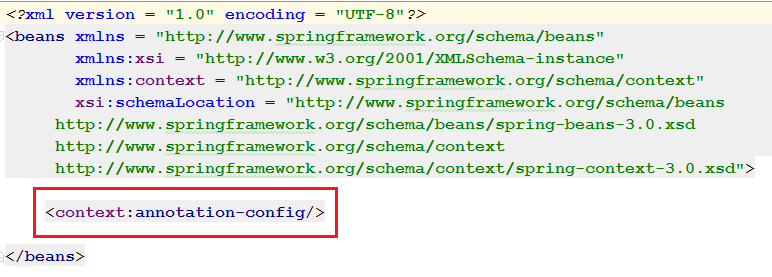 <?xml version = "1.0" encoding = "UTF-8"?>
<beans xmlns = "http://www.springframework.org/schema/beans"
xmlns:xsi = "http://www.w3.org/2001/XMLSchema-instance"
xmlns:context = "http://www.springframework.org/schema/context"
xsi:schemaLocation = "http://www.springframework.org/schema/beans
http://www.springframework.org/schema/beans/spring-beans-3.0.xsd
http://www.springframework.org/schema/context
http://www.springframework.org/schema/context/spring-context-3.0.xsd">
<context:annotation-config/>
</beans>